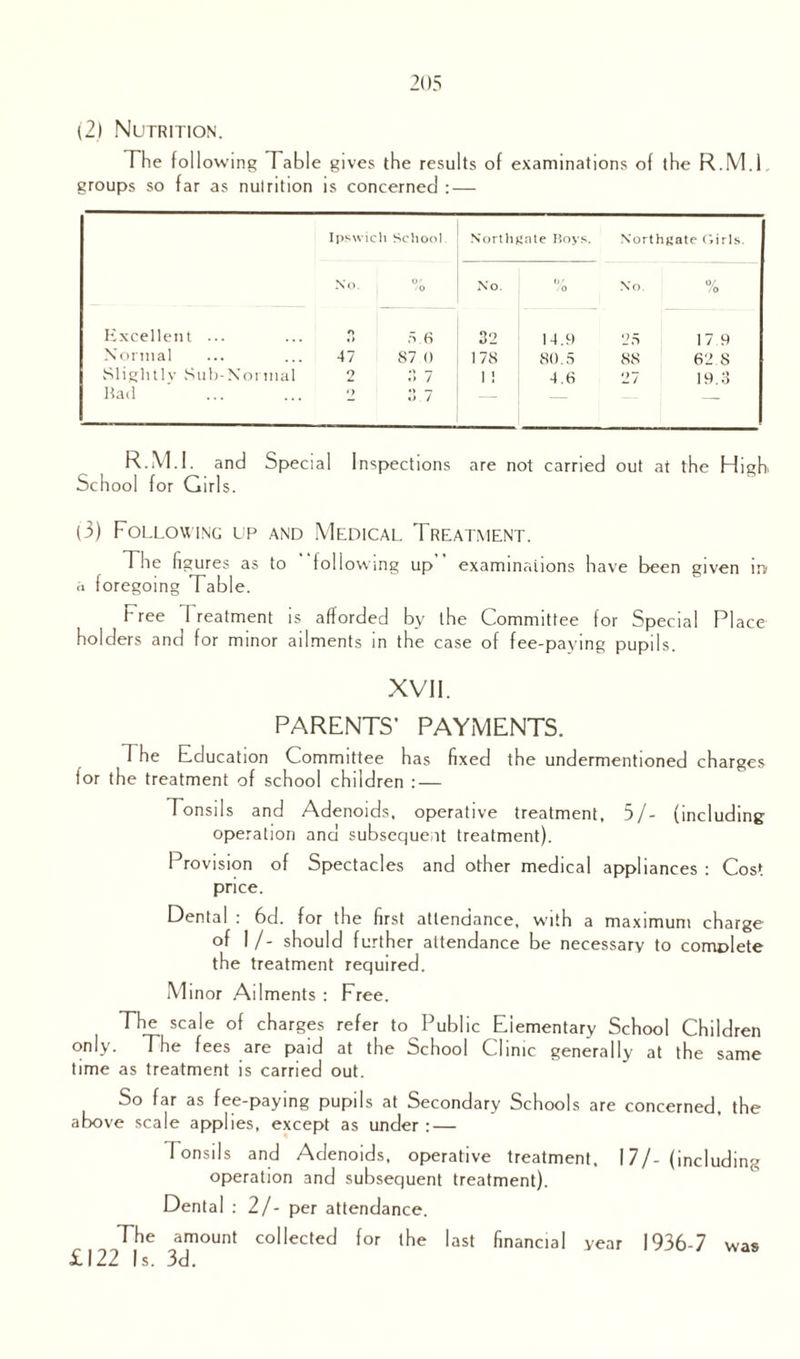 205
(2) NUTRITION.
The following Table gives the results of examinations of the R.M.I.
groups so far as nutrition is concerned :—
Ipswich School. Northgate Boys. Northgate Girls.
No. % No. % No. %
Excellent ... ... 3 5.6 32 14.9 25 17.9
Normal ... ... 47 87.0 178 80.5 88 62.8
Slightly Sub-Normal 2 3.7 11 4.6 27 19.3
Bad ... ... 2 3.7 — — — —
R.M.I. and Special Inspections are not carried out at the High
School for Girls.
(3) FOLLOWING UP AND MEDICAL TREATMENT.
The figures as to "following up" examinations have been given in
a foregoing Table.
Free Treatment is afforded by the Committee for Special Place
holders and for minor ailments in the case of fee-paying pupils.
XVII.
PARENTS' PAYMENTS.
The Education Committee has fixed the undermentioned charges
for the treatment of school children :—
Tonsils and Adenoids, operative treatment, 5/- (including
operation and subsequent treatment).
Provision of Spectacles and other medical appliances : Cost
price.
Dental : 6d. for the first attendance, with a maximum charge
of 1/- should further attendance be necessary to complete
the treatment required.
Minor Ailments : Free.
The scale of charges refer to Public Elementary School Children
only. The fees are paid at the School Clinic generally at the same
time as treatment is carried out.
So far as fee-paying pupils at Secondary Schools are concerned, the
above scale applies, except as under :—
Tonsils and Adenoids, operative treatment, 17/- (including
operation and subsequent treatment).
Dental : 2/- per attendance.
The amount collected for the last financial year 1936-7 was
£122 1s. 3d.